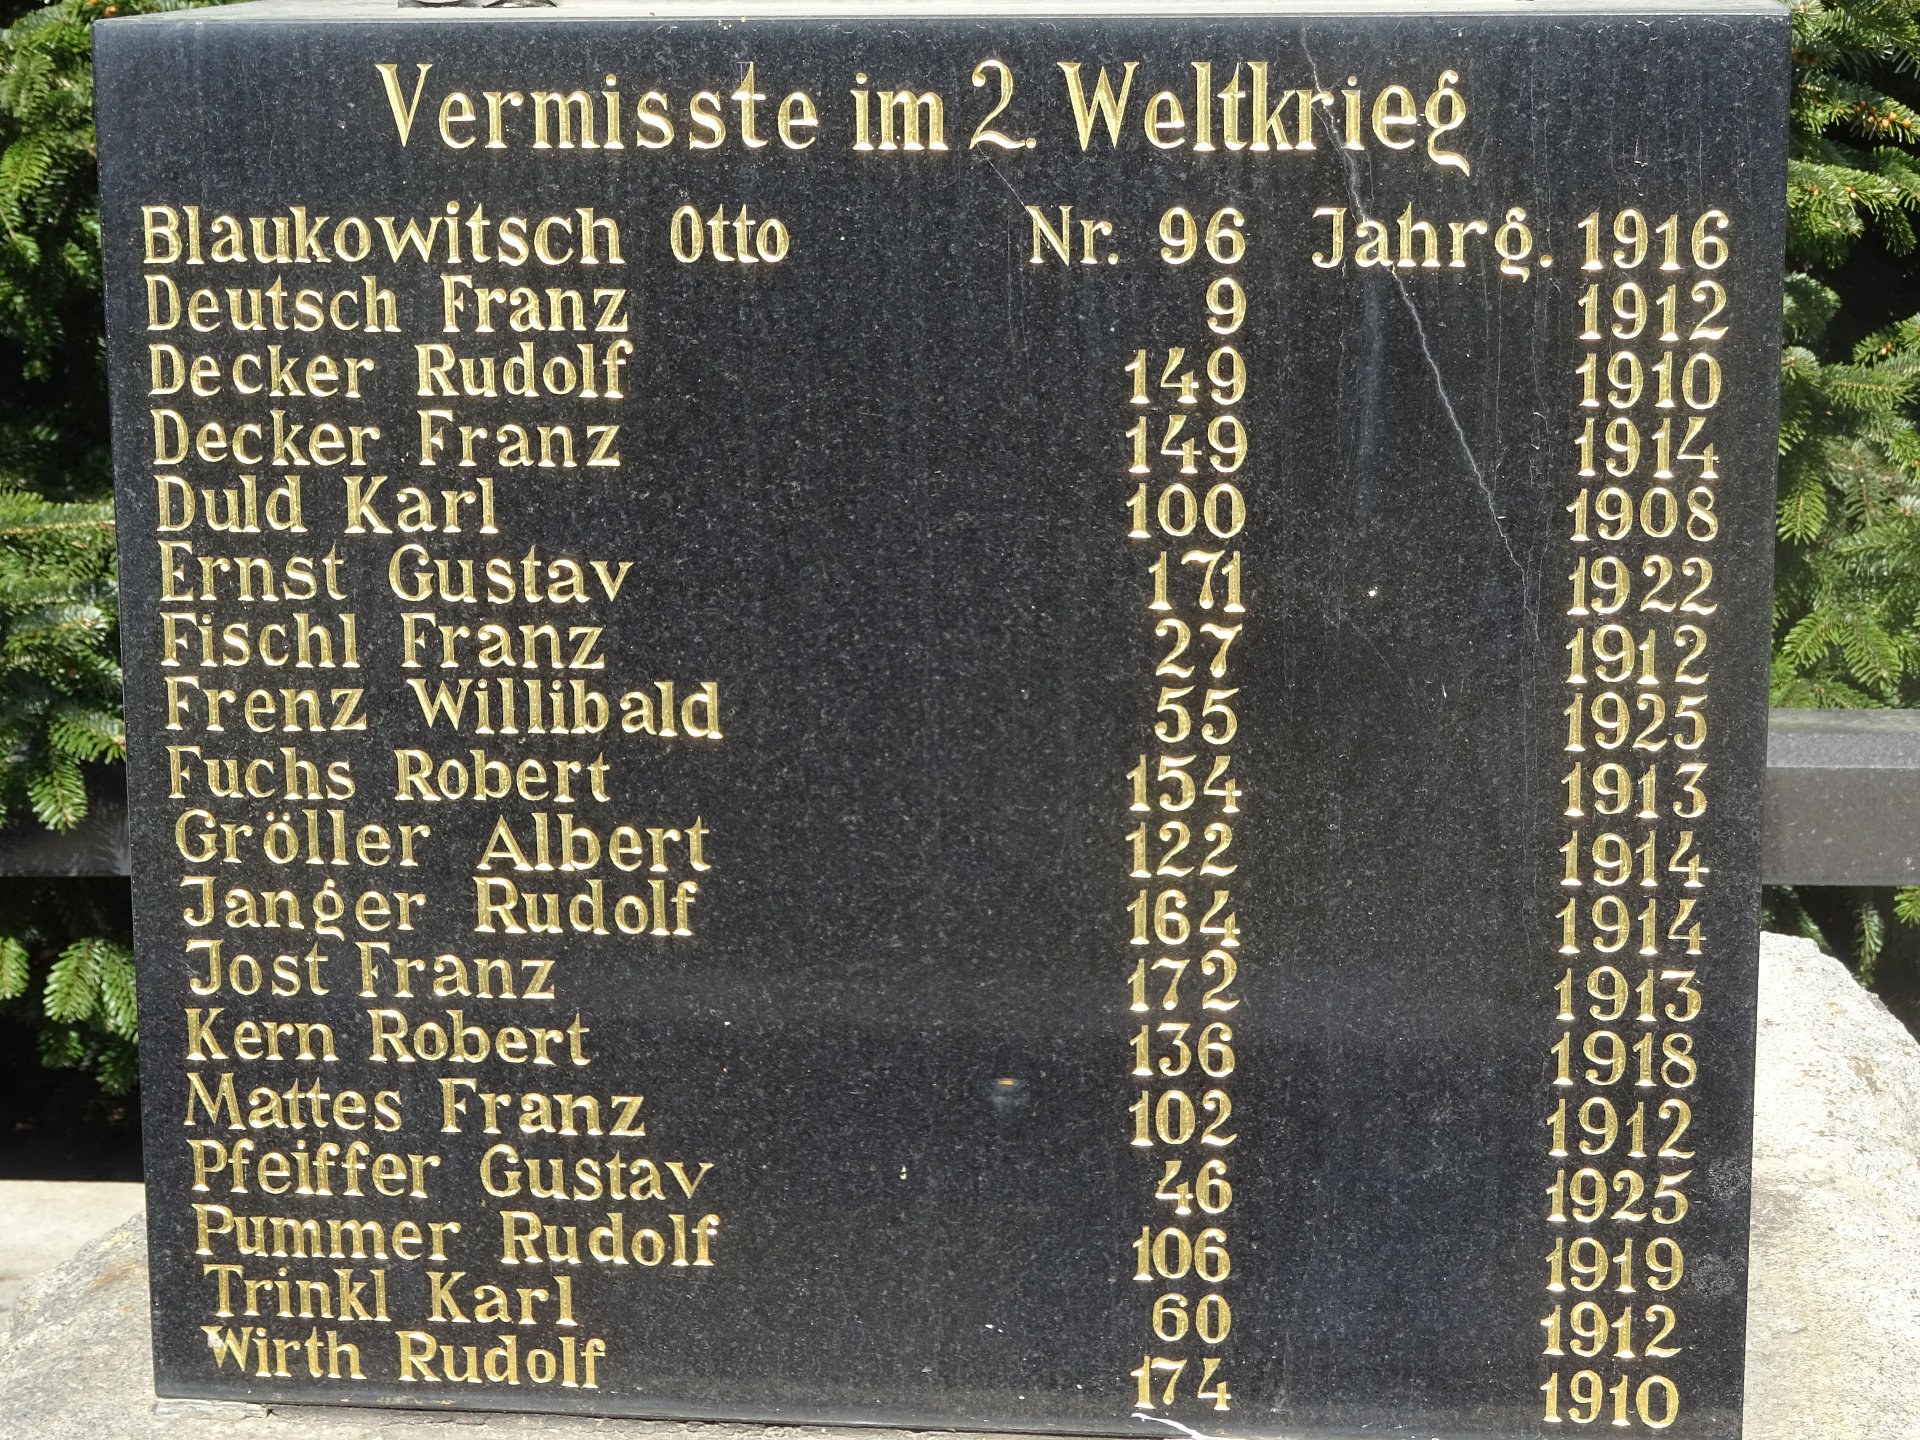 Vermisste im 2. Weltkrieg
Blaukowitsch Otto Nr. 96 Jahrg. 1916
Deutsch Franz 9 1912
Decker Rudolf 149 1910
Decker Franz 149 1914
Duld Karl 100 1908
Ernst Gustav 171 1922
Fischl Franz 27 1912
Frenz Willibald 55 1925
Fuchs Robert 154 1913
Gröller Albert 122 1914
Janger Rudolf 164 1914
Jost Franz 172 1913
Kern Robert 136 1918
Mattes Franz 102 1912
Pfeiffer Gustav 46 1925
Pummer Rudolf 106 1919
Trinkl Karl 60 1912
Wirth Rudolf 174 1910